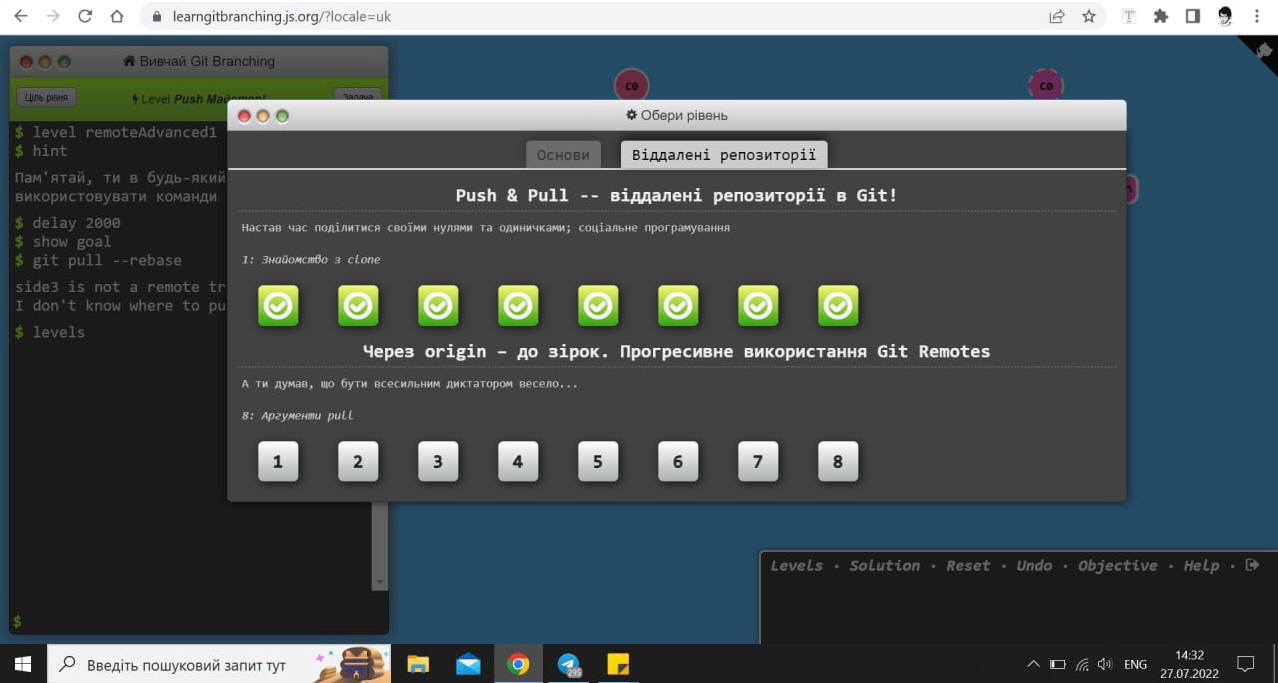 learngitbranching.js.org/?locale=uk
Вивчай Git Branching
Ціль рівня
Level Push Майстер!
Задача
$ level remoteAdvanced1
$ hint
Пам'ятай, ти в будь-який
використовувати команди
$ delay 2000
$ show goal
$ git pull --rebase
side3 is not a remote tr
I don't know where to pu
$ levels
$
c0
c0
Обери рівень
Основи
Віддалені репозиторії
Push & Pull -- віддалені репозиторії в Git!
Настав час поділитися своїми нулями та одиничками; соціальне програмування
1: Знайомство з clone
Через origin – до зірок. Прогресивне використання Git Remotes
А ти думав, що бути всесильним диктатором весело...
8: Аргументи pull
1 2 3 4 5 6 7 8
Levels · Solution · Reset · Undo · Objective · Help ·
Введіть пошуковий запит тут
295
ENG
14:32
27.07.2022